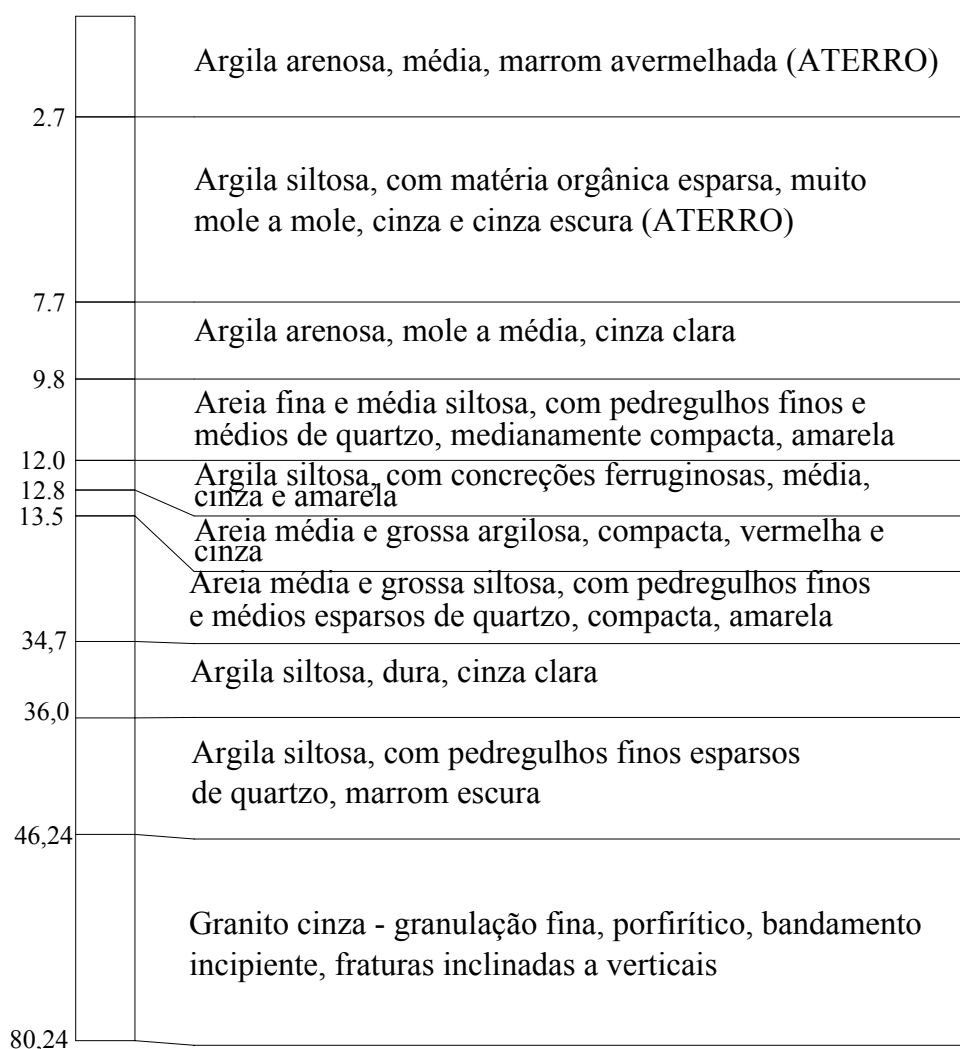 Argila arenosa, média, marrom avermelhada (ATERRO)
2.7
Argila siltosa, com matéria orgânica esparsa, muito
mole a mole, cinza e cinza escura (ATERRO)
7.7
Argila arenosa, mole a média, cinza clara
9.8
Areia fina e média siltosa, com pedregulhos finos e
médios de quartzo, medianamente compacta, amarela
12.0
Argila siltosa, com concreções ferruginosas, média,
cinza e amarela
12.8
13.5
Areia média e grossa argilosa, compacta, vermelha e
cinza
Areia média e grossa siltosa, com pedregulhos finos
e médios esparsos de quartzo, compacta, amarela
34,7
Argila siltosa, dura, cinza clara
36,0
Argila siltosa, com pedregulhos finos esparsos
de quartzo, marrom escura
46,24
Granito cinza - granulação fina, porfirítico, bandamento
incipiente, fraturas inclinadas a verticais
80,24